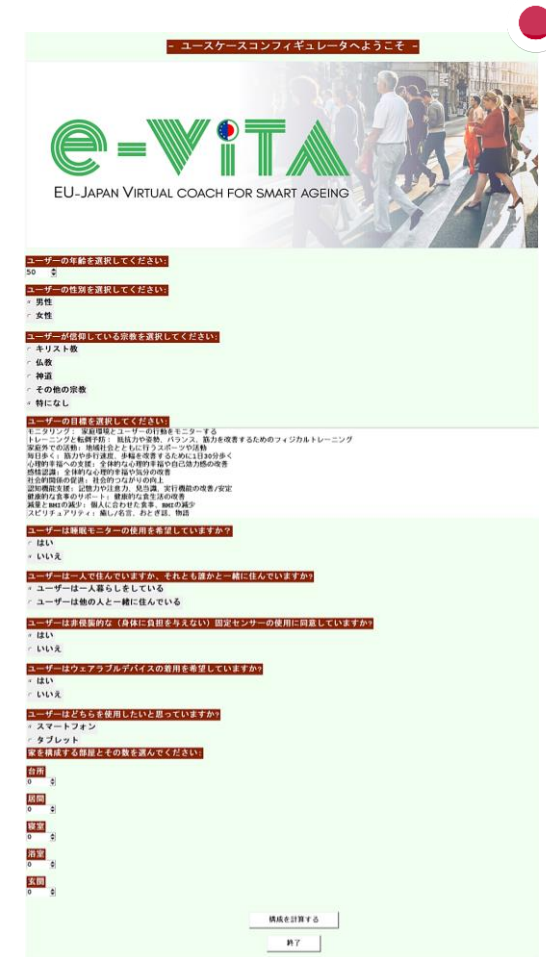 - ユースケースコンフィギュレータへようこそ -
e-ViTA
EU-JAPAN VIRTUAL COACH FOR SMART AGEING
ユーザーの年齢を選択してください:
50
ユーザーの性別を選択してください:
男性
女性
ユーザーが信仰している宗教を選択してください:
キリスト教
仏教
神道
その他の宗教
特になし
ユーザーの目標を選択してください:
モニタリング: 家庭環境とユーザーの行動をモニターする
トレーニングと転倒予防: 抵抗力や姿勢、バランス、筋力を改善するためのフィジカルトレーニング
家庭外での活動: 地域社会とともに行うスポーツや活動
毎日歩く: 筋力や歩行速度、歩幅を改善するために1日30分歩く
心理的幸福への支援: 全体的な心理的幸福や自己効力感の改善
感情認識: 全体的な心理的幸福や気分の改善
社会的関係の促進: 社会的つながりの向上
認知機能支援: 記憶力や注意力、見当識、実行機能の改善/安定
健康的な食事のサポート: 健康的な食生活の改善
減量とBMIの減少: 個人に合わせた食事、BMIの減少
スピリチュアリティ: 癒し/名言、おとぎ話、物語
ユーザーは睡眠モニターの使用を希望していますか?
はい
いいえ
ユーザーは一人で住んでいますか、それとも誰かと一緒に住んでいますか?
ユーザーは一人暮らしをしている
ユーザーは他の人と一緒に住んでいる
ユーザーは非侵襲的な（身体に負担を与えない）固定センサーの使用に同意していますか?
はい
いいえ
ユーザーはウェアラブルデバイスの着用を希望していますか?
はい
いいえ
ユーザーはどちらを使用したいと思っていますか?
スマートフォン
タブレット
家を構成する部屋とその数を選んでください:
台所
0
居間
0
寝室
0
浴室
0
玄関
0
構成を計算する
終了